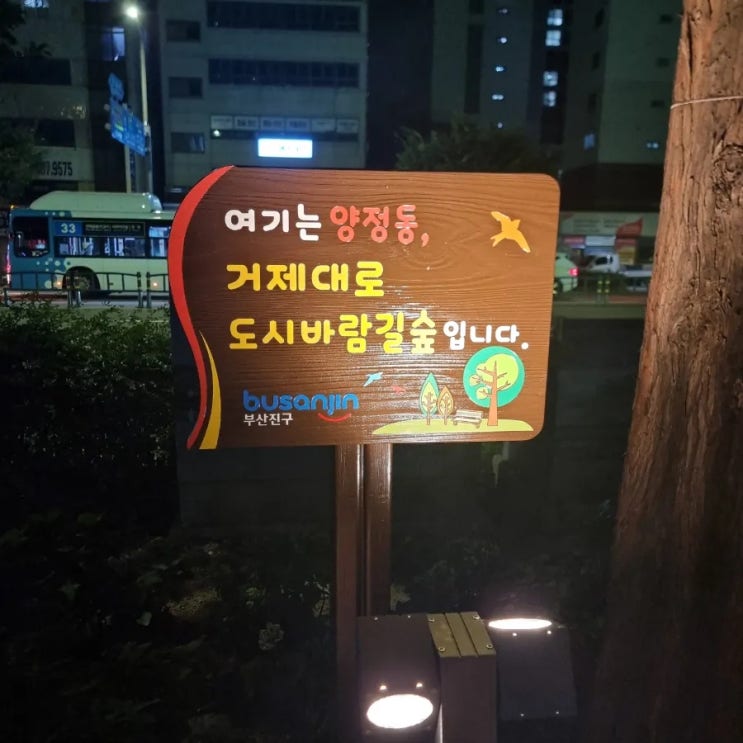 여기는 양정동,
거제대로
도시바람길숲입니다.
busanjin
부산진구
33
9575